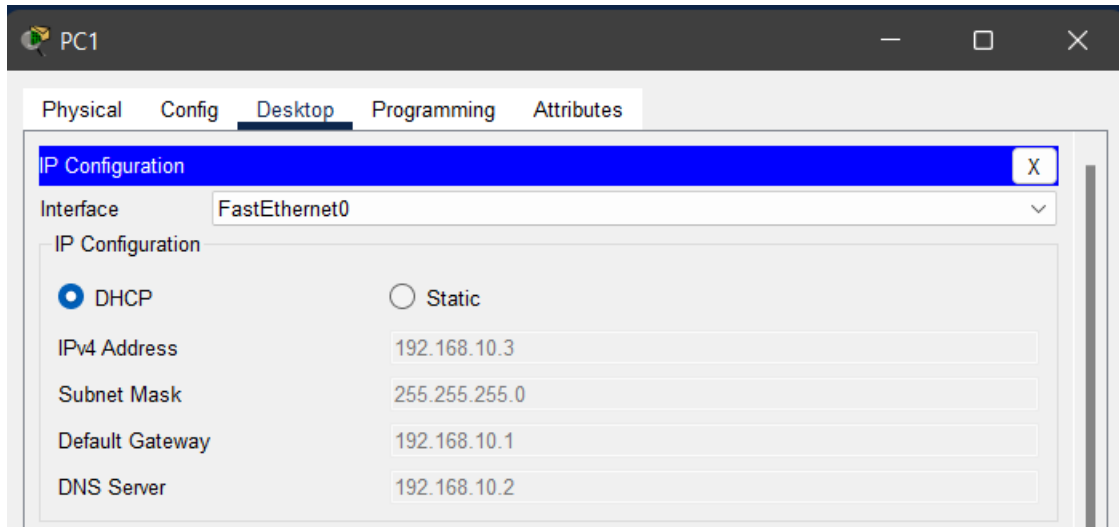 PC1
Physical Config Desktop Programming Attributes
IP Configuration X
Interface FastEthernet0
IP Configuration
DHCP Static
IPv4 Address 192.168.10.3
Subnet Mask 255.255.255.0
Default Gateway 192.168.10.1
DNS Server 192.168.10.2